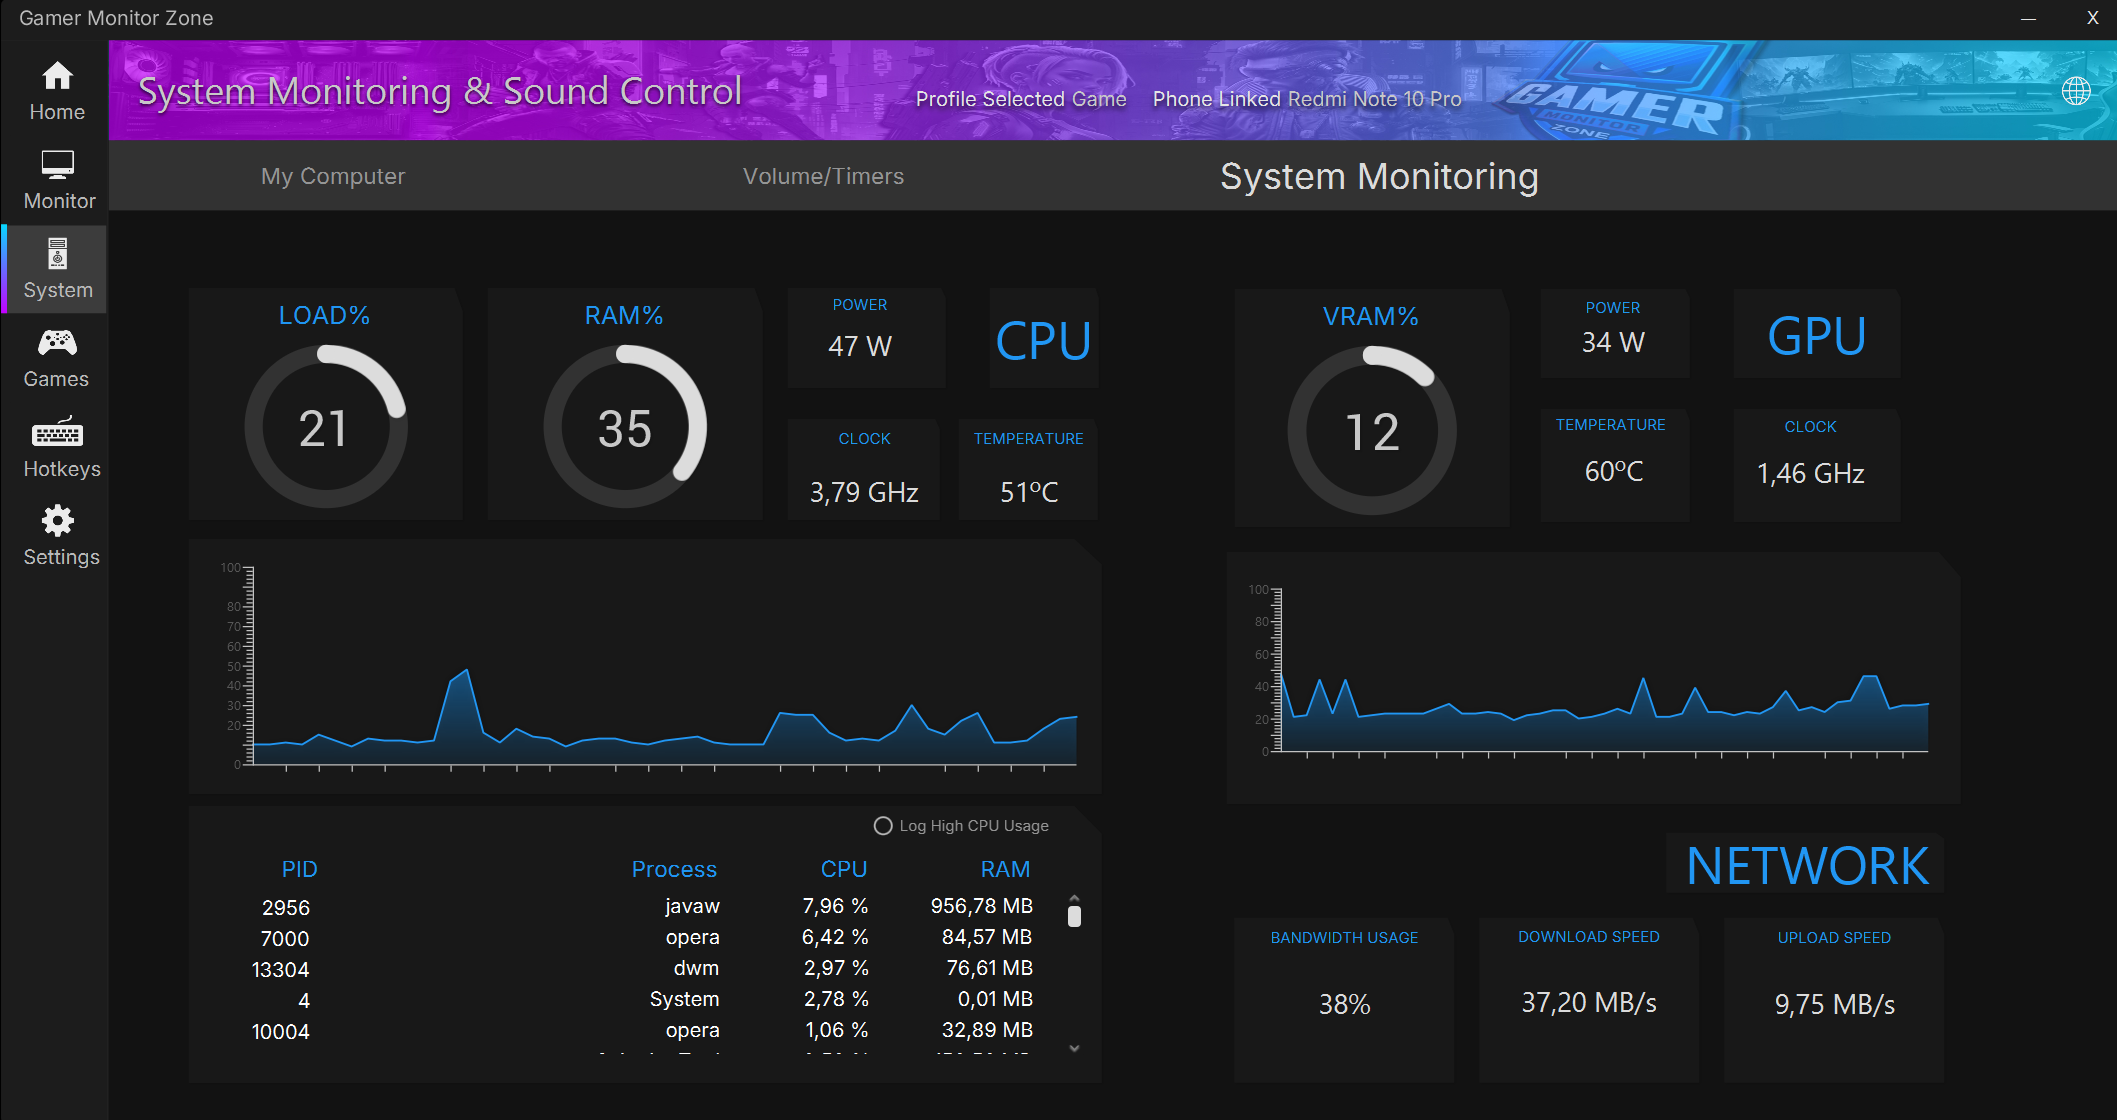 Gamer Monitor Zone
— X
Home
Monitor
System
Games
Hotkeys
Settings
System Monitoring & Sound Control
Profile Selected Game Phone Linked Redmi Note 10 Pro
GAMER
MONITOR
ZONE
My Computer Volume/Timers System Monitoring
LOAD%
21
RAM%
35
POWER
47 W
CPU
CLOCK
3,79 GHz
TEMPERATURE
51ºC
VRAM%
12
POWER
34 W
GPU
TEMPERATURE
60ºC
CLOCK
1,46 GHz
100
80
70
60
50
40
30
20
0
100
80
60
40
20
0
Log High CPU Usage
PID Process CPU RAM
2956 javaw 7,96 % 956,78 MB
7000 opera 6,42 % 84,57 MB
13304 dwm 2,97 % 76,61 MB
4 System 2,78 % 0,01 MB
10004 opera 1,06 % 32,89 MB
NETWORK
BANDWIDTH USAGE
38%
DOWNLOAD SPEED
37,20 MB/s
UPLOAD SPEED
9,75 MB/s